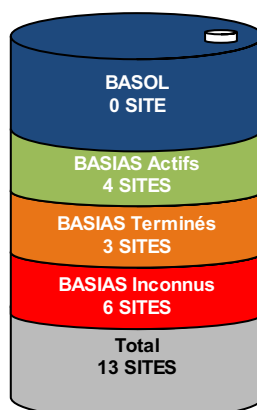 BASOL
0 SITE
BASIAS Actifs
4 SITES
BASIAS Terminés
3 SITES
BASIAS Inconnus
6 SITES
Total
13 SITES